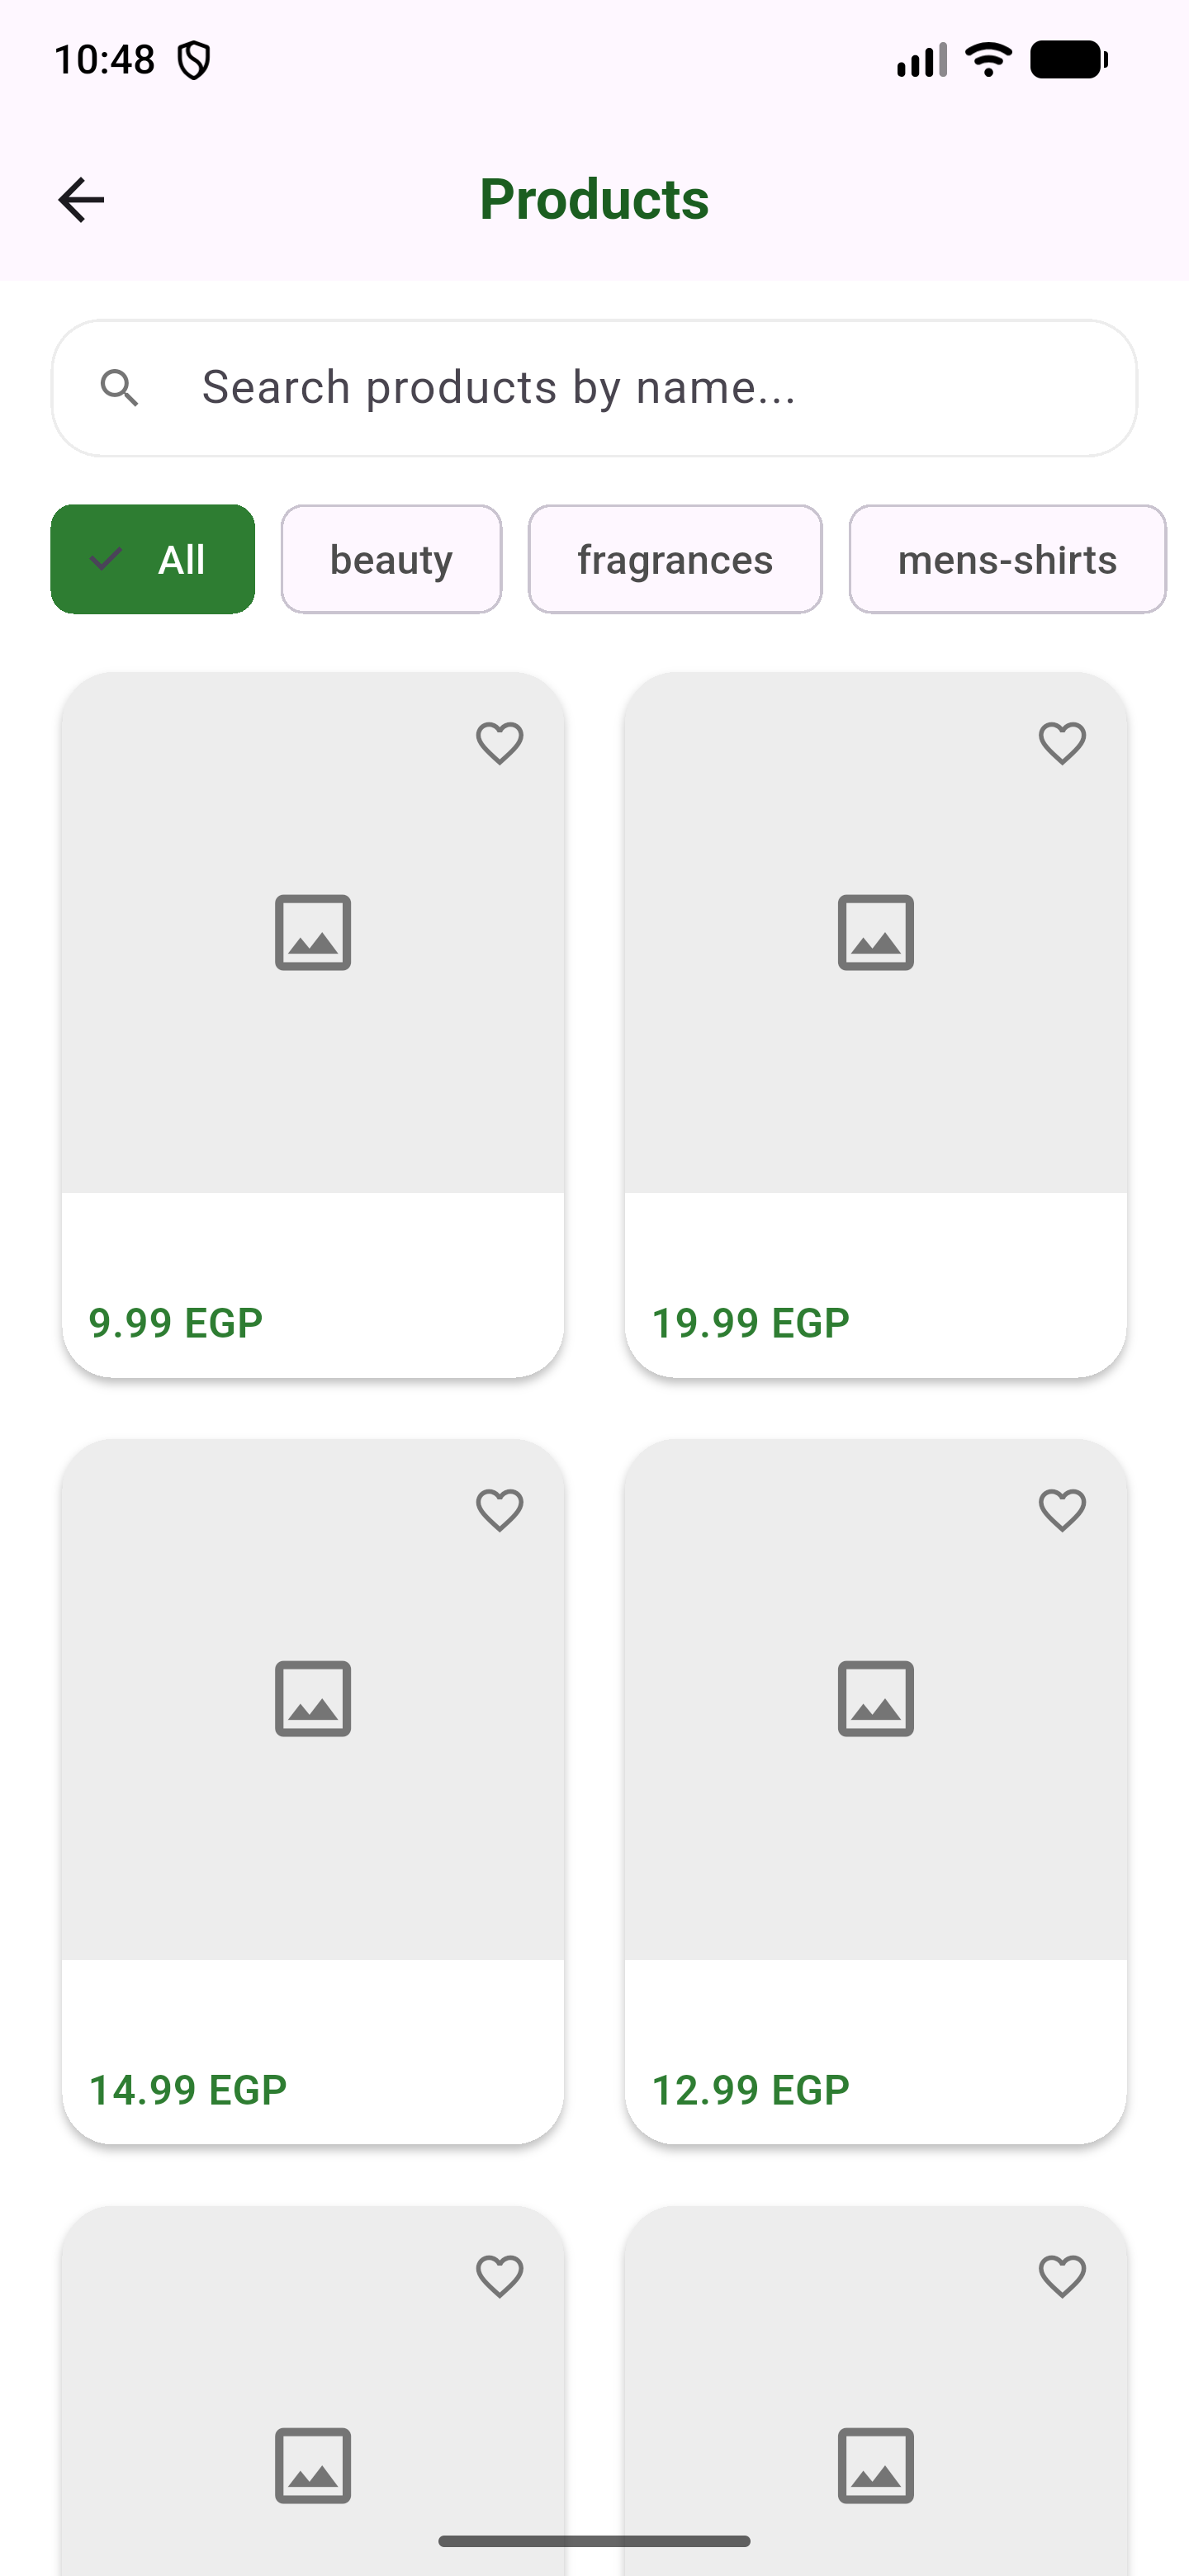 10:48
Products
Search products by name...
All beauty fragrances mens-shirts
9.99 EGP 19.99 EGP
14.99 EGP 12.99 EGP